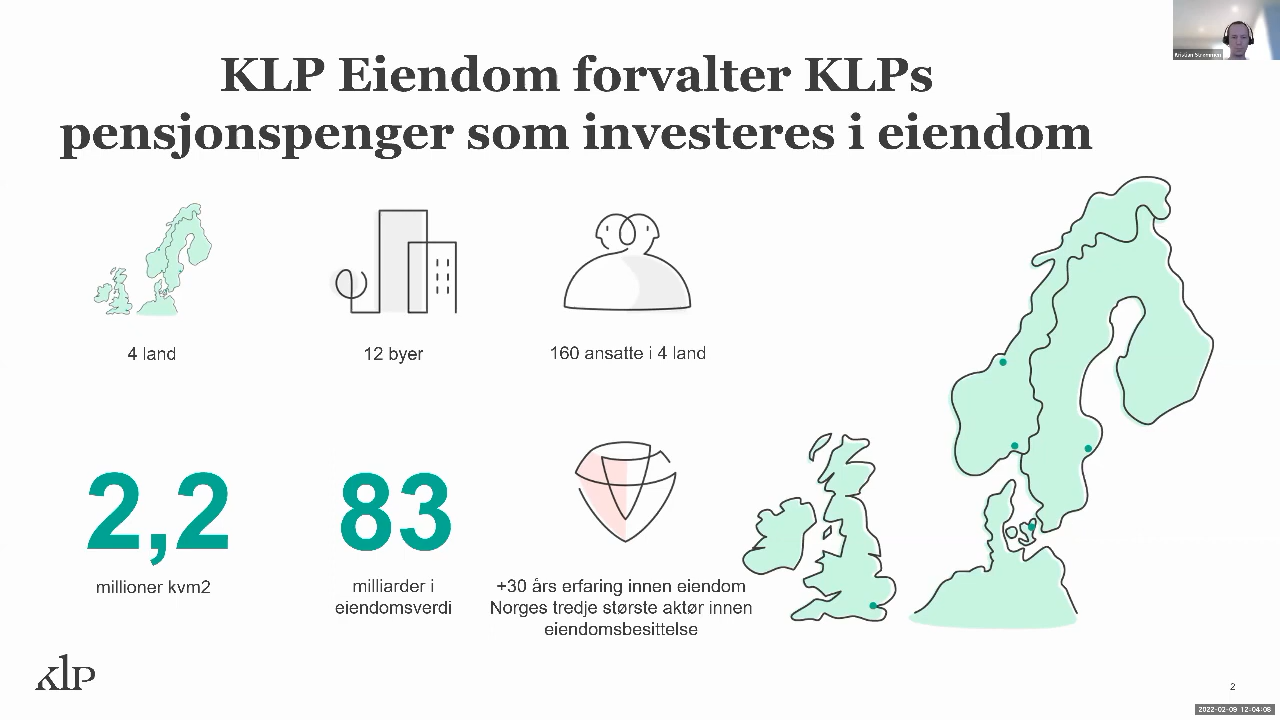 KLP Eiendom forvalter KLPs
pensjonspenger som investeres i eiendom
4 land
12 byer
160 ansatte i 4 land
2,2
millioner kvm2
83
milliarder i
eiendomsverdi
+30 års erfaring innen eiendom
Norges tredje største aktør innen
eiendomsbesittelse
klp
2
2022-02-09 12:04:08